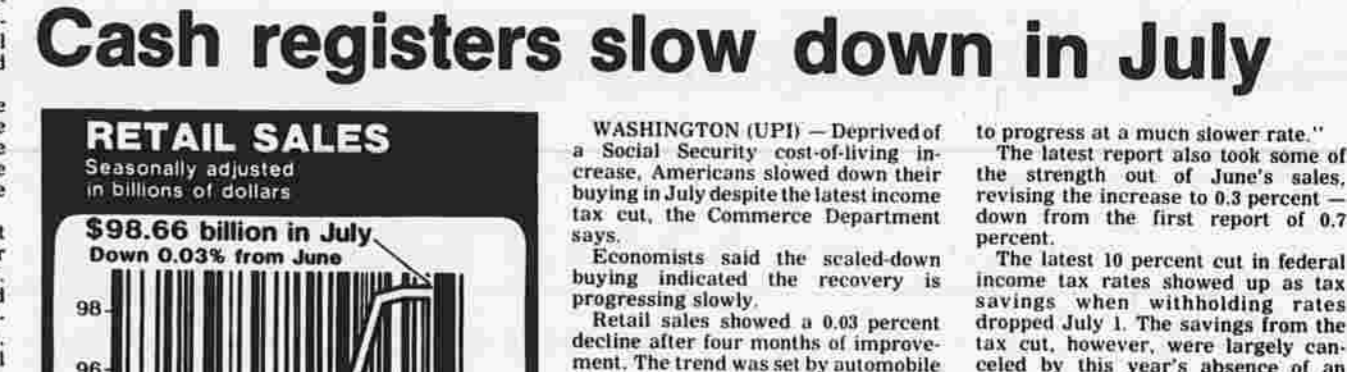 Cash registers slow down in July
RETAIL SALES
Seasonally adjusted
in billions of dollars
$98.66 billion in July
Down 0.03% from June
98
96
WASHINGTON (UPI) — Deprived of
a Social Security cost-of-living in-
crease, Americans slowed down their
buying in July despite the latest income
tax cut, the Commerce Department
says.
Economists said the scaled-down
buying indicated the recovery is
progressing slowly.
Retail sales showed a 0.03 percent
decline after four months of improve-
ment. The trend was set by automobile
to progress at a much slower rate."
The latest report also took some of
the strength out of June's sales,
revising the increase to 0.3 percent —
down from the first report of 0.7
percent.
The latest 10 percent cut in federal
income tax rates showed up as tax
savings when withholding rates
dropped July 1. The savings from the
tax cut, however, were largely can-
celed by this year's absence of an